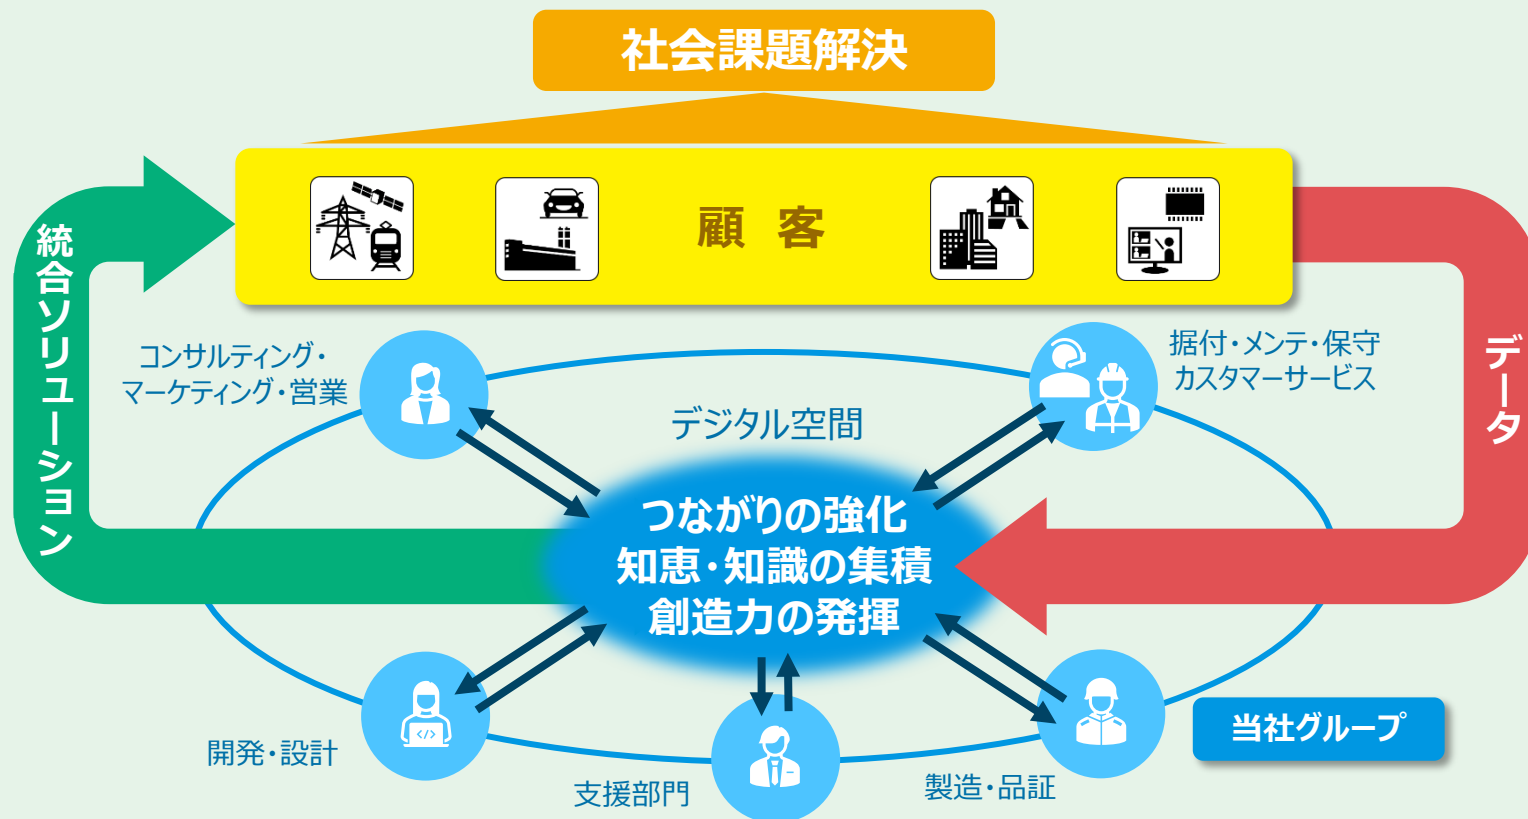 社会課題解決
顧 客
統合ソリューション
データ
コンサルティング・
マーケティング・営業
据付・メンテ・保守
カスタマーサービス
デジタル空間
つながりの強化
知恵・知識の集積
創造力の発揮
開発・設計
支援部門
製造・品証
当社グループ